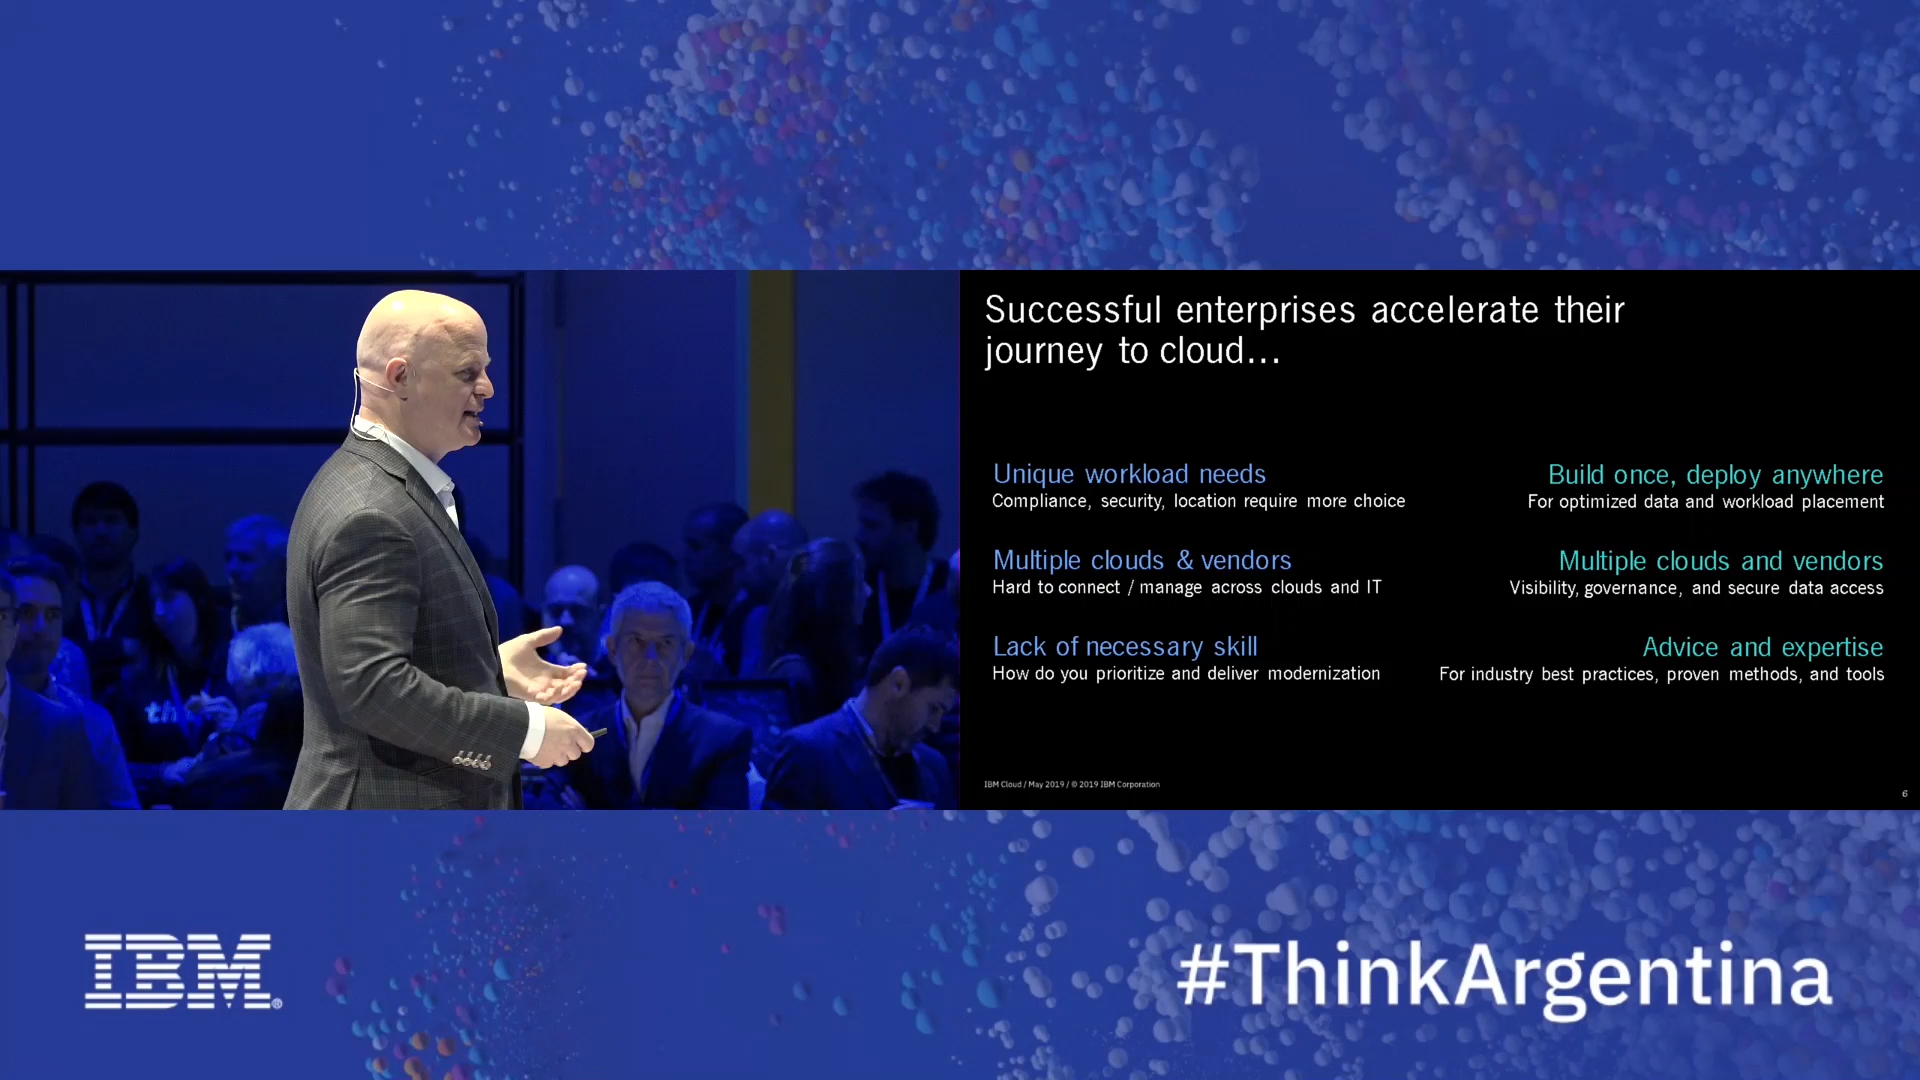 Successful enterprises accelerate their
journey to cloud...
Unique workload needs
Compliance, security, location require more choice
Build once, deploy anywhere
For optimized data and workload placement
Multiple clouds & vendors
Hard to connect / manage across clouds and IT
Multiple clouds and vendors
Visibility, governance, and secure data access
Lack of necessary skill
How do you prioritize and deliver modernization
Advice and expertise
For industry best practices, proven methods, and tools
IBM Cloud / May 2019 / © 2019 IBM Corporation
6
IBM®
#ThinkArgentina